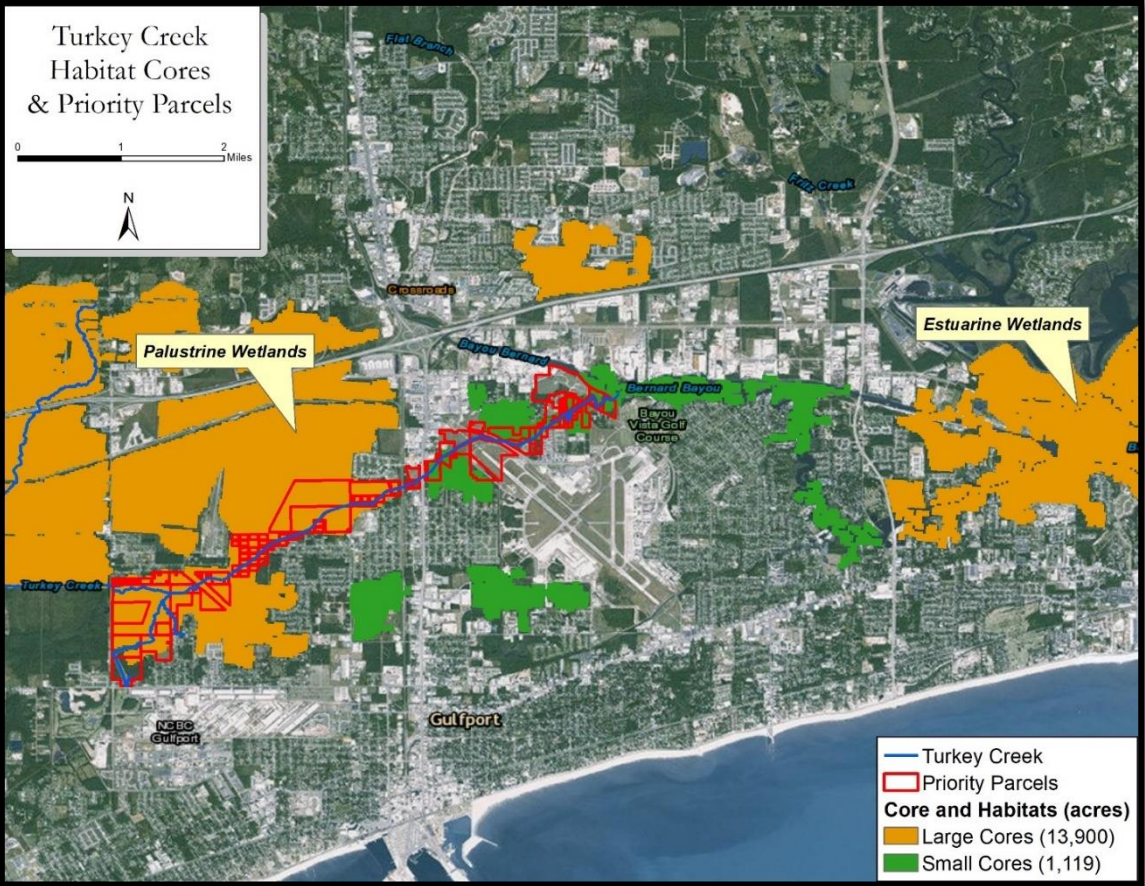 Turkey Creek
Habitat Cores
& Priority Parcels
0 1 2
Miles
N
Flat Branch
Fritz Creek
Crossroads
Palustrine Wetlands
Estuarine Wetlands
Bayou Bernard
Bernard Bayou
Bayou
Vista Golf
Course
B
Turkey Creek
NCBC
Gulfport
Gulfport
Turkey Creek
Priority Parcels
Core and Habitats (acres)
Large Cores (13,900)
Small Cores (1,119)